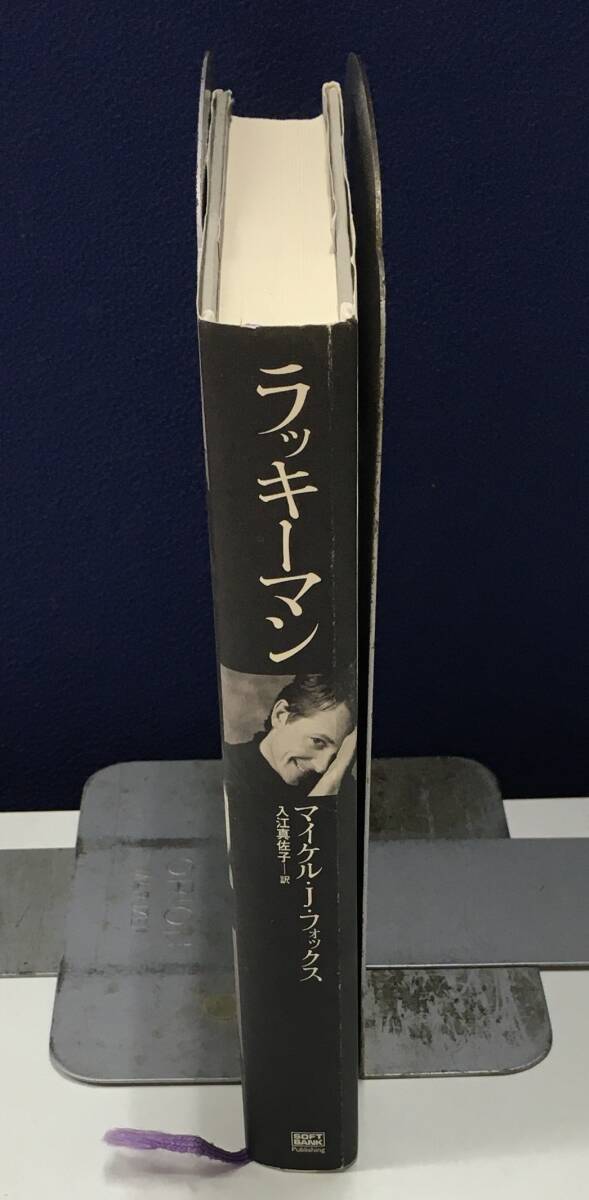 ラッキーマン
マイケル・J・フォックス
入江真佐子—訳
SOFT
BANK
Publishing